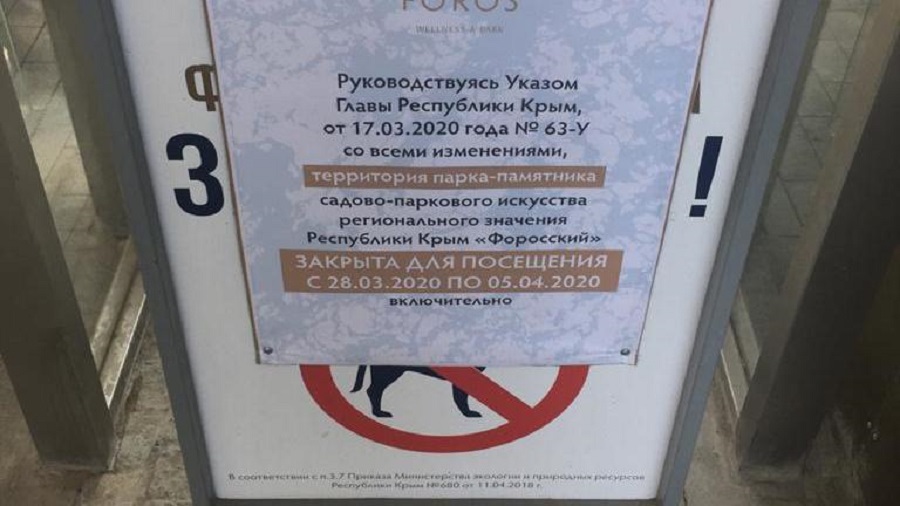 FOROS
WELLNESS & PARK
Руководствуясь Указом
Главы Республики Крым,
от 17.03.2020 года № 63-У
со всеми изменениями,
территория парка-памятника
садово-паркового искусства
регионального значения
Республики Крым «Форосский»
ЗАКРЫТА ДЛЯ ПОСЕЩЕНИЯ
С 28.03.2020 ПО 05.04.2020
включительно
Ф
З !
В соответствии с п.3.7 Приказа Министерства экологии и природных ресурсов
Республики Крым №680 от 11.04.2018 г.